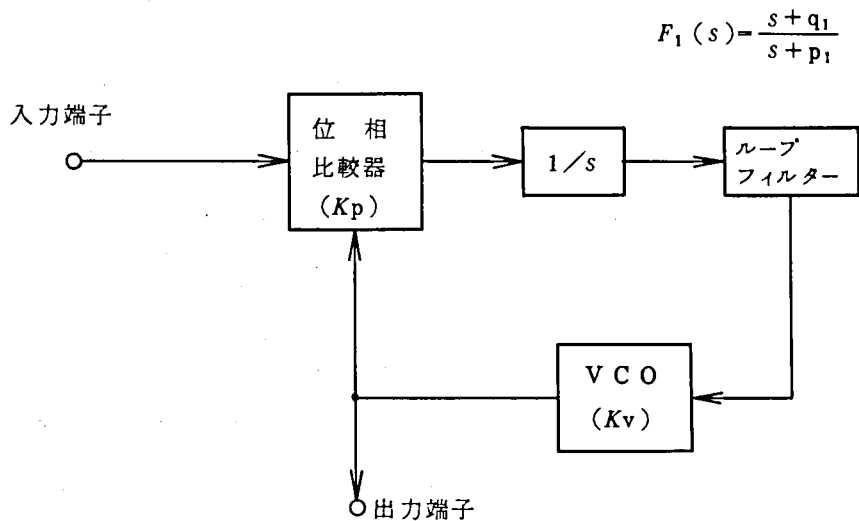 F₁(s)=(s+q₁)/(s+p₁)
入力端子
位相
比較器
(Kp)
1/s
ループ
フィルター
VCO
(Kv)
出力端子